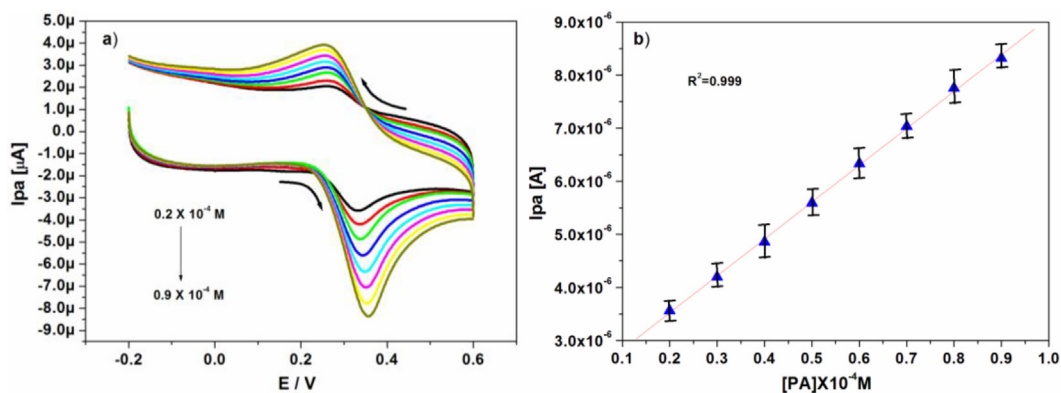 a)
5.0µ
4.0µ
3.0µ
2.0µ
1.0µ
0.0
-1.0µ
-2.0µ
-3.0µ
-4.0µ
-5.0µ
-6.0µ
-7.0µ
-8.0µ
-9.0µ
Ipa [µA]
0.2 X 10⁻⁴ M
0.9 X 10⁻⁴ M
-0.2 0.0 0.2 0.4 0.6
E / V
b)
R²=0.999
9.0x10⁻⁶
8.0x10⁻⁶
7.0x10⁻⁶
6.0x10⁻⁶
5.0x10⁻⁶
4.0x10⁻⁶
3.0x10⁻⁶
Ipa [A]
0.1 0.2 0.3 0.4 0.5 0.6 0.7 0.8 0.9 1.0
[PA]X10⁻⁴M